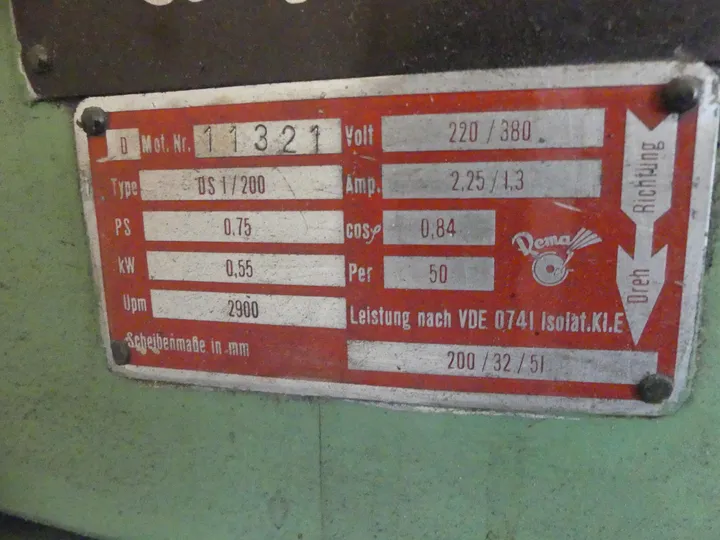 D Mot. Nr. 11321 Volt 220 / 380
Type DS 1 / 200 Amp. 2,25 / 1,3
PS 0,75 cosφ 0,84
kW 0,55 Per 50
Upm 2900 Leistung nach VDE 0741 Isolat.Kl.E
Scheibenmaße in mm 200 / 32 / 51
Dema
Dreh Richtung